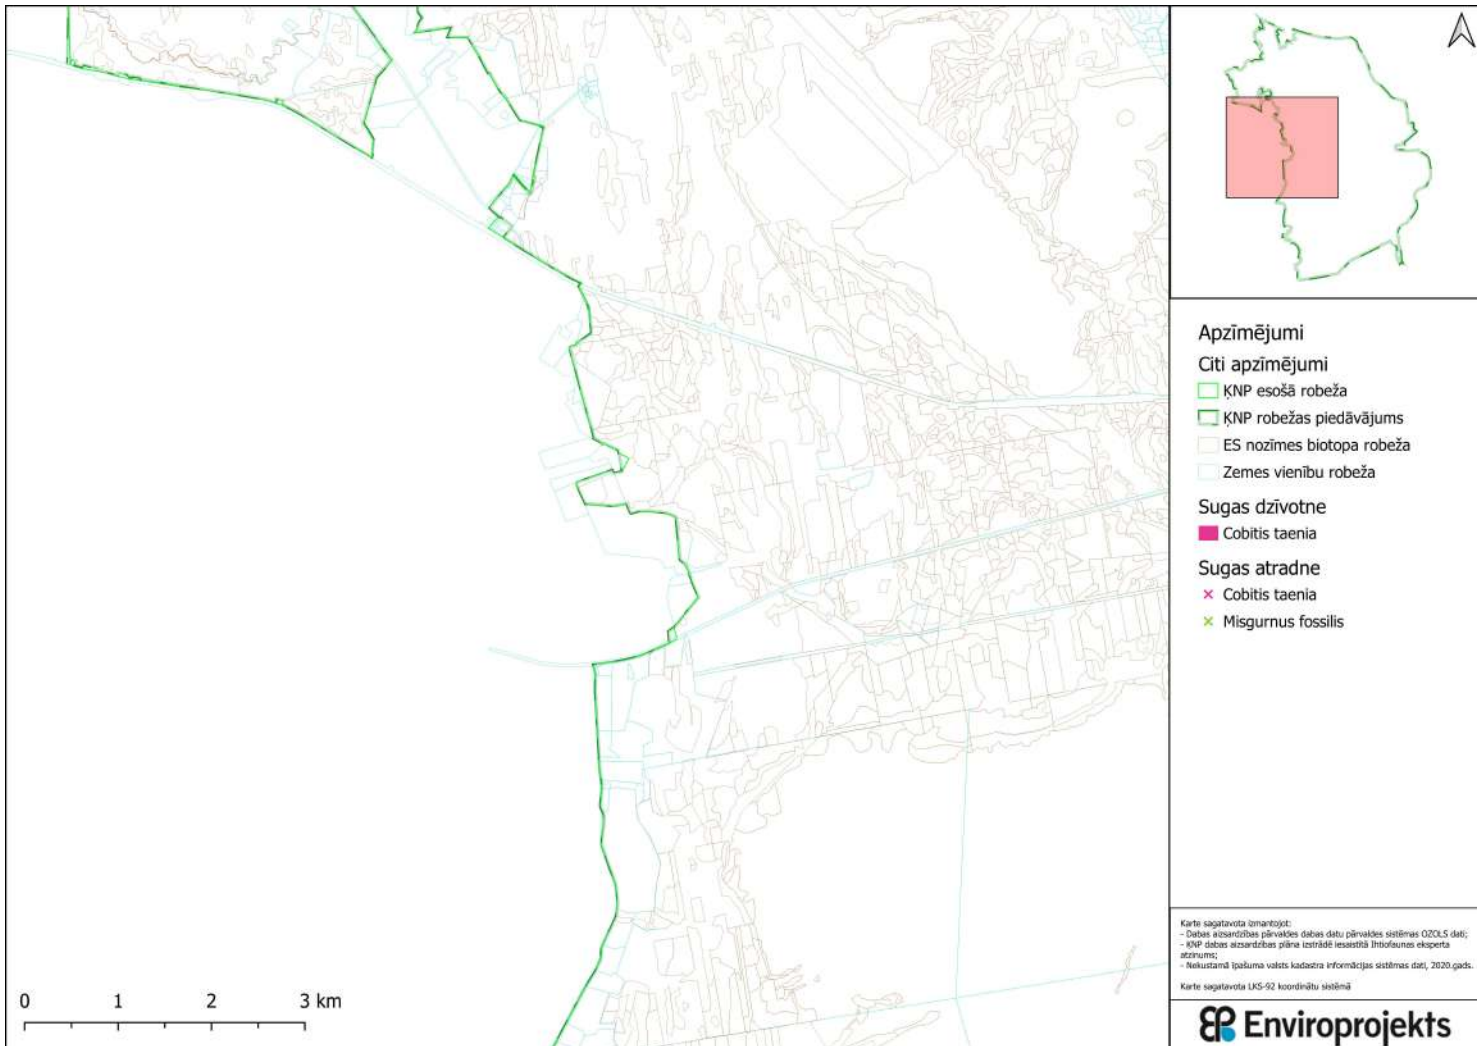 Apzīmējumi
Citi apzīmējumi
ĶNP esošā robeža
ĶNP robežas piedāvājums
ES nozīmes biotopa robeža
Zemes vienību robeža
Sugas dzīvotne
Cobitis taenia
Sugas atradne
Cobitis taenia
Misgurnus fossilis
Karte sagatavota izmantojot:
- Dabas aizsardzības pārvaldes dabas datu pārvaldes sistēmas OZOLS dati;
- ĶNP dabas aizsardzības plāna izstrādē iesaistītā Ihtiofaunas eksperta
atzinums;
- Nekustamā īpašuma valsts kadastra informācijas sistēmas dati, 2020.gads.
Karte sagatavota LKS-92 koordinātu sistēmā
0 1 2 3 km
Enviroprojekts